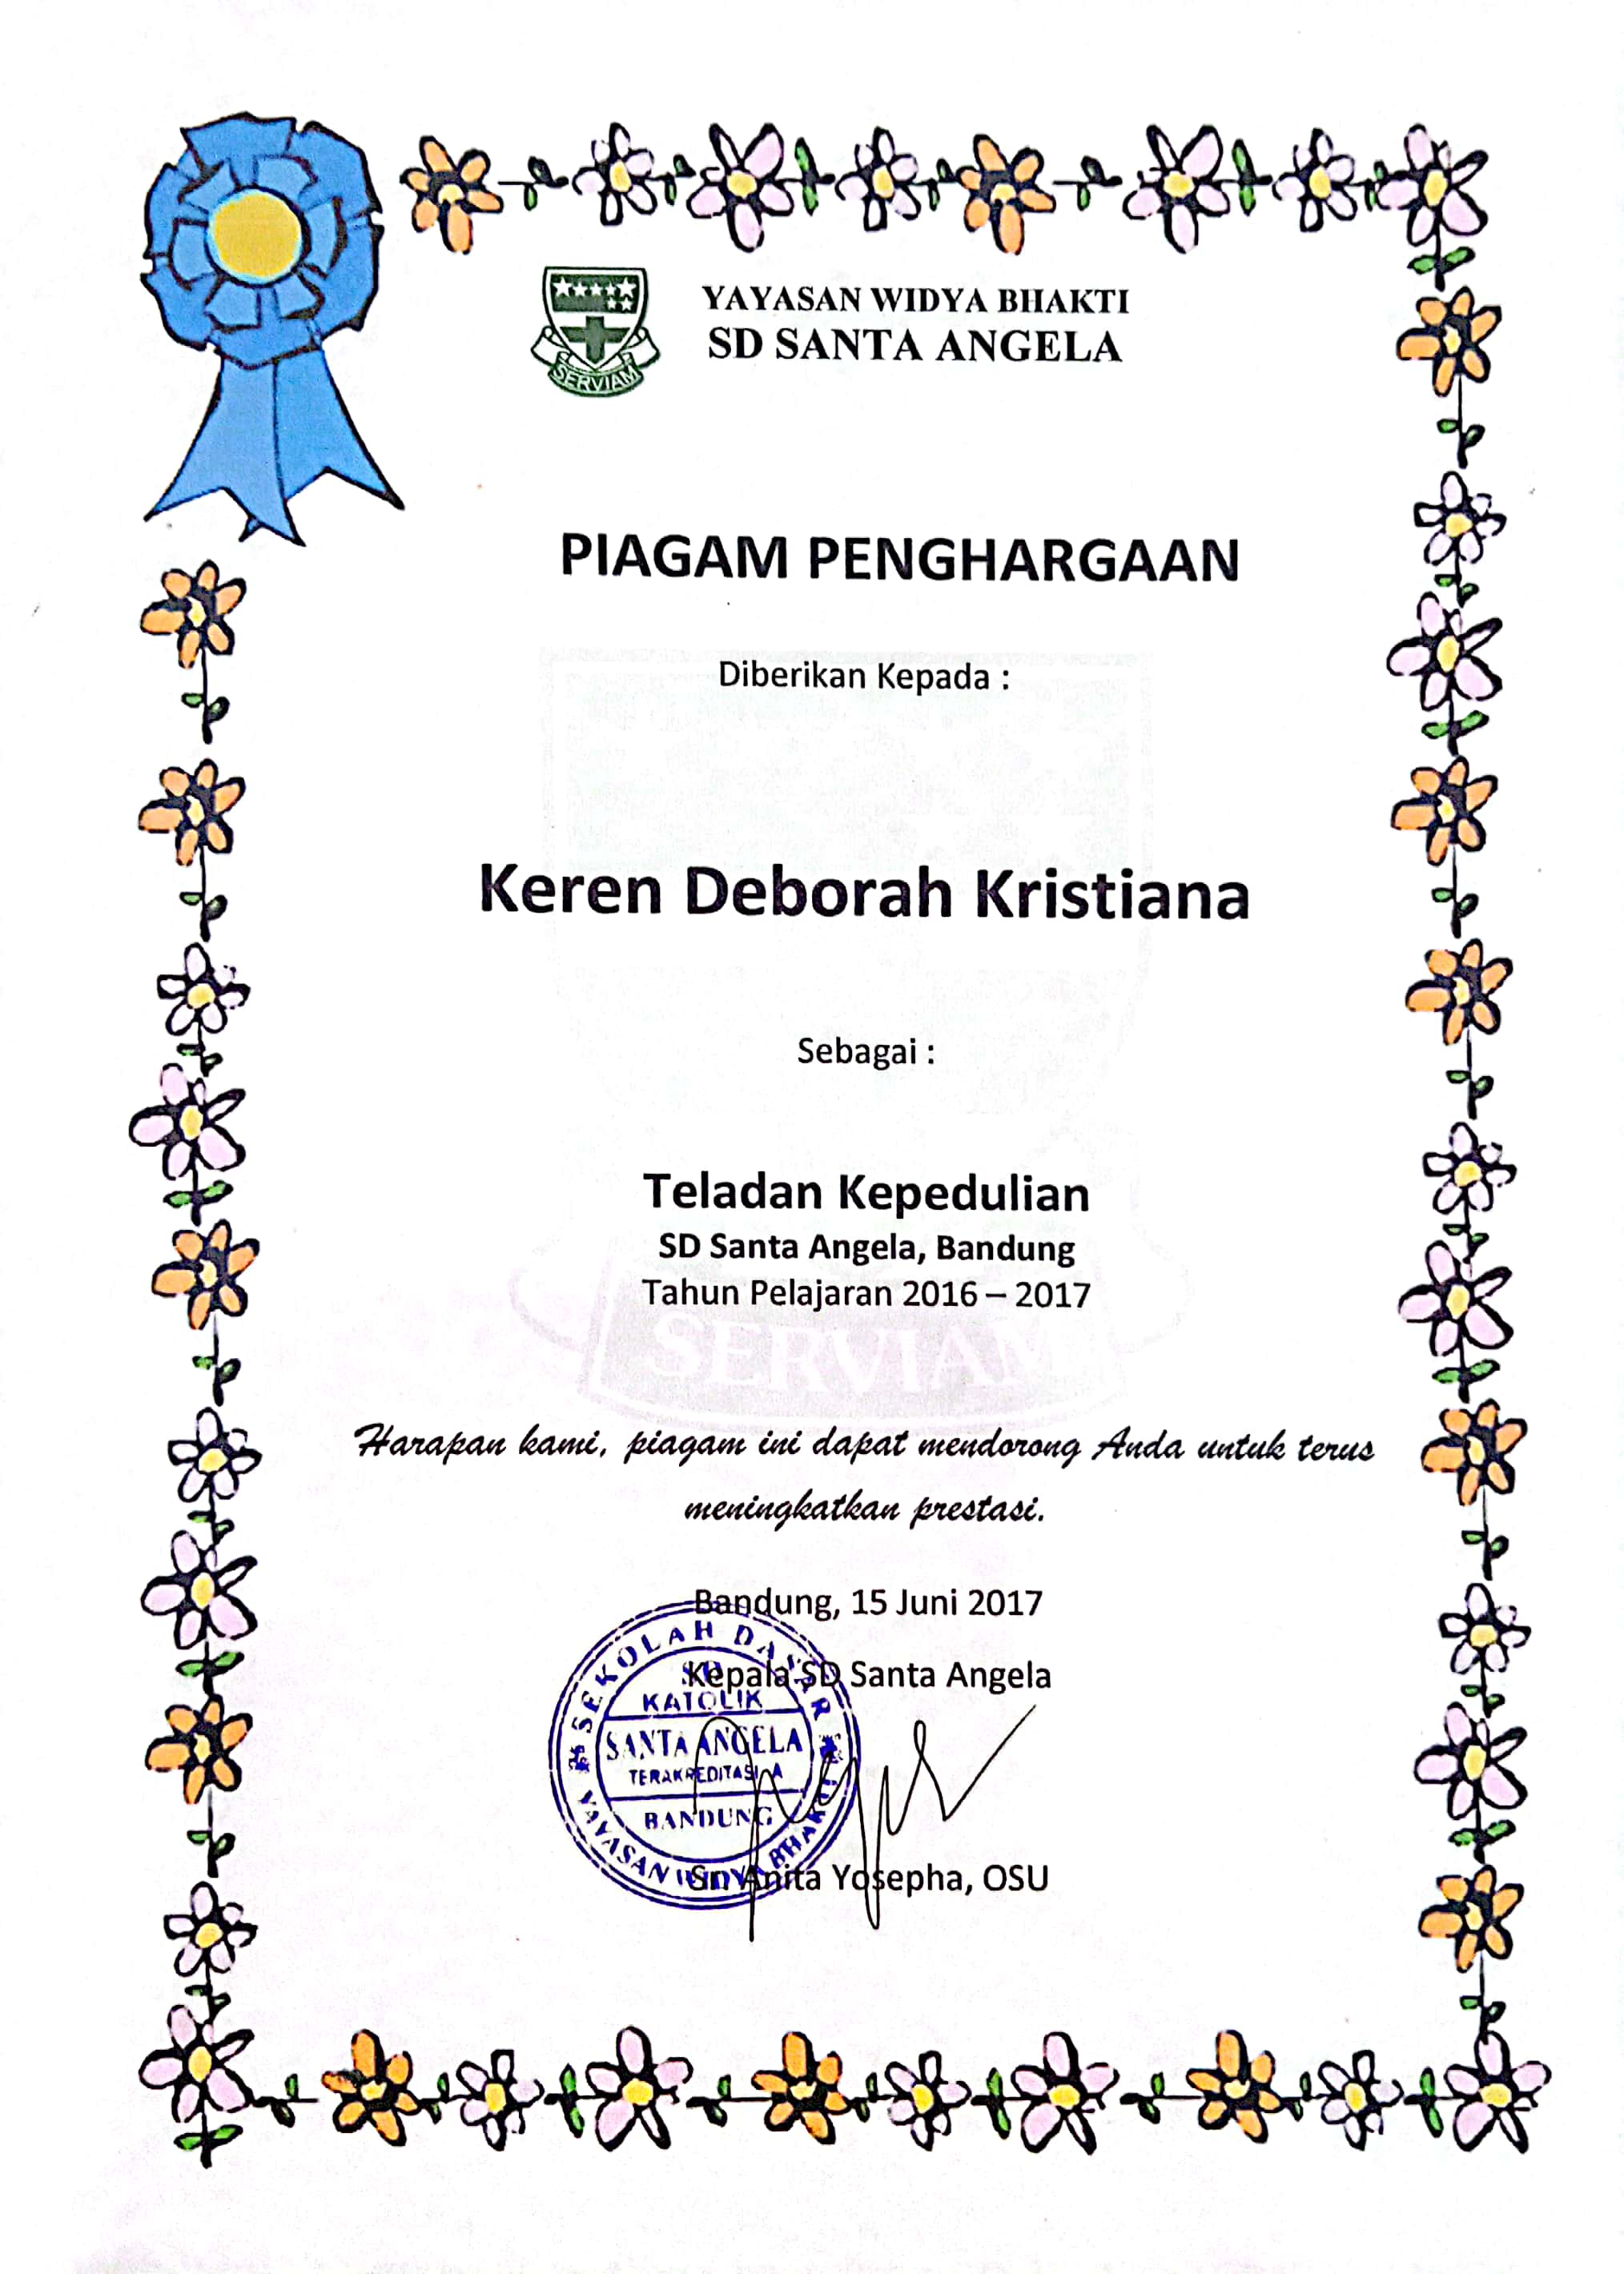 YAYASAN WIDYA BHAKTI
SD SANTA ANGELA
SERVIAM
PIAGAM PENGHARGAAN
Diberikan Kepada :
Keren Deborah Kristiana
Sebagai :
Teladan Kepedulian
SD Santa Angela, Bandung
Tahun Pelajaran 2016 – 2017
SERVIAM
Harapan kami, piagam ini dapat mendorong Anda untuk terus
meningkatkan prestasi.
Bandung, 15 Juni 2017
Kepala SD Santa Angela
SEKOLAH DASAR
SD
KATOLIK
SANTA ANGELA
TERAKREDITASI A
BANDUNG
YAYASAN WIDYA BHAKTI
Sr. Anita Yosepha, OSU